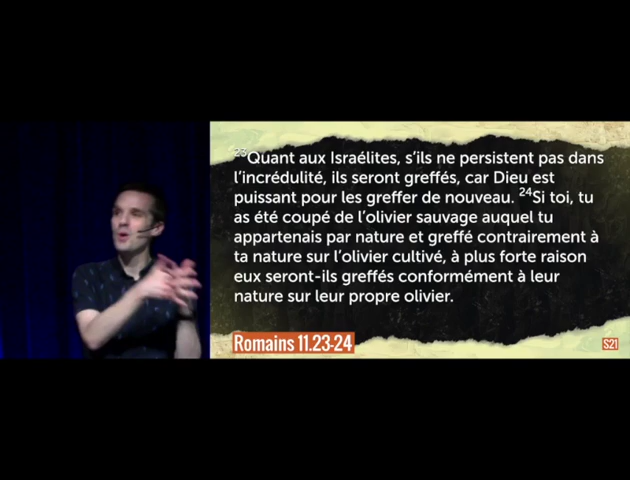 ²³Quant aux Israélites, s'ils ne persistent pas dans
l'incrédulité, ils seront greffés, car Dieu est
puissant pour les greffer de nouveau. ²⁴Si toi, tu
as été coupé de l'olivier sauvage auquel tu
appartenais par nature et greffé contrairement à
ta nature sur l'olivier cultivé, à plus forte raison
eux seront-ils greffés conformément à leur
nature sur leur propre olivier.
Romains 11.23-24
S21